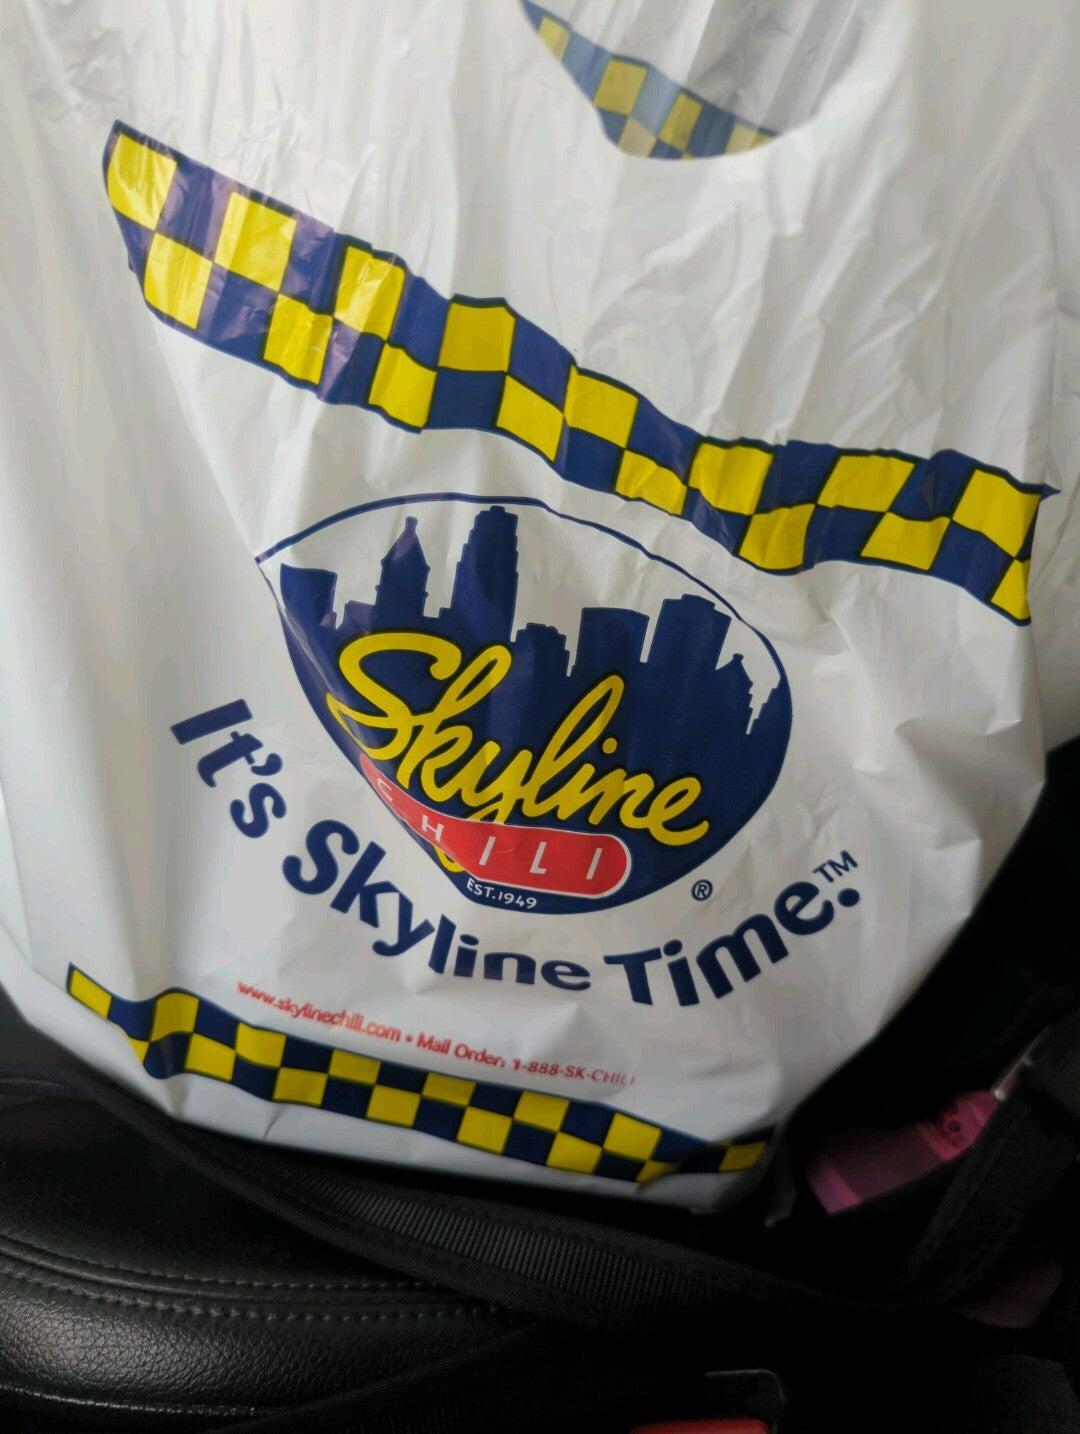 Skyline
CHILI
EST.1949
®
It's Skyline Time.™
www.skylinechili.com • Mail Order: 1-888-SK-CHILI